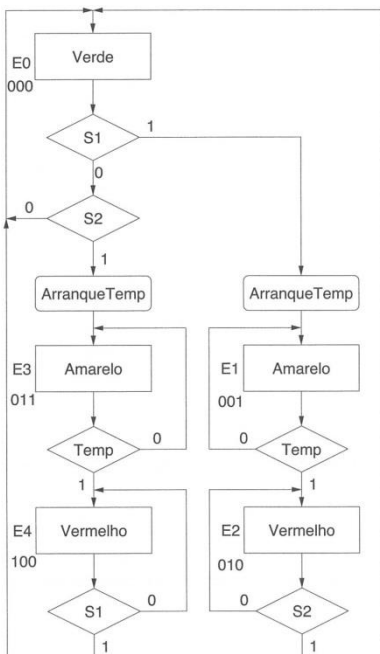 Verde
E0
000
S1
1
0
0
S2
1
ArranqueTemp
ArranqueTemp
E3
Amarelo
011
E1
Amarelo
001
Temp
0
0
Temp
1
1
E4
Vermelho
100
E2
Vermelho
010
S1
0
0
S2
1
1